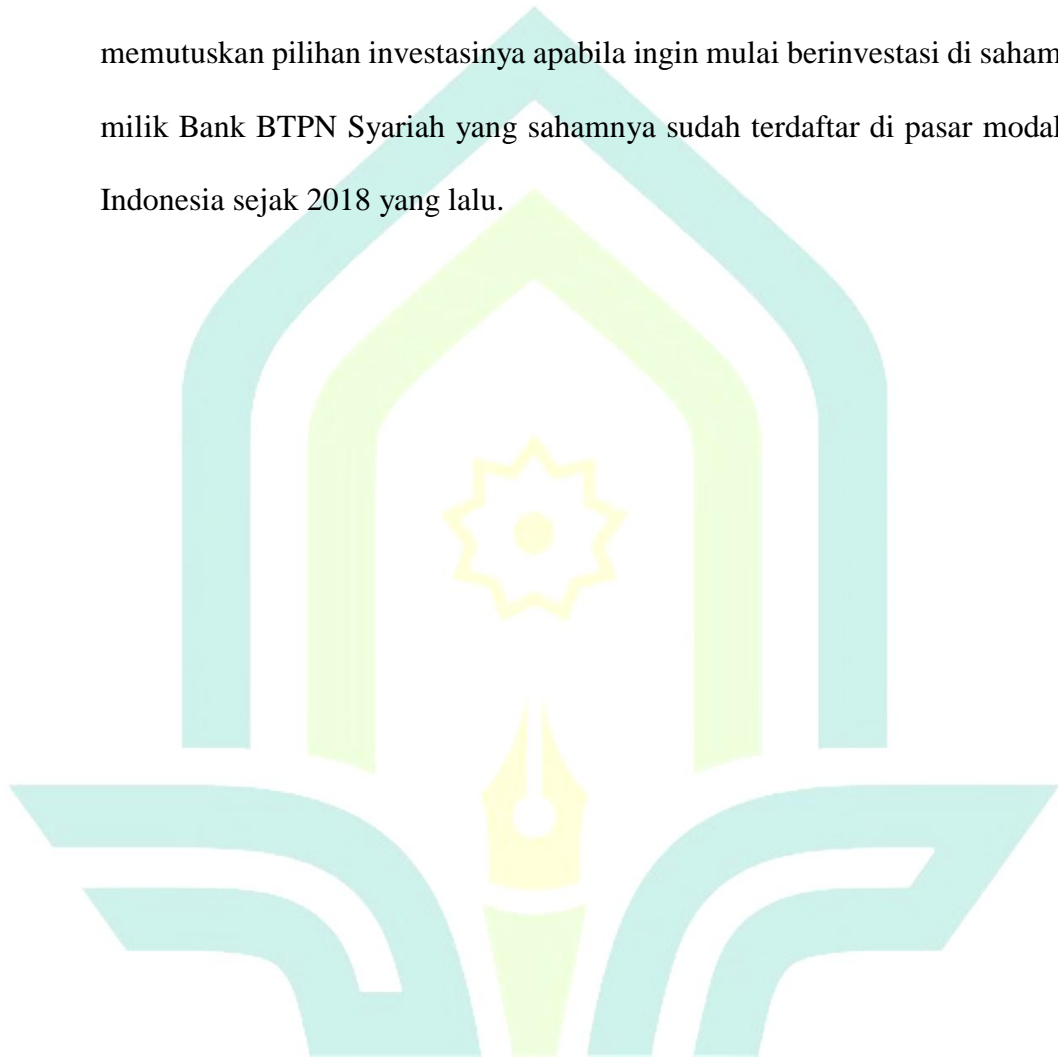 memutuskan pilihan investasinya apabila ingin mulai berinvestasi di saham
milik Bank BTPN Syariah yang sahamnya sudah terdaftar di pasar modal
Indonesia sejak 2018 yang lalu.